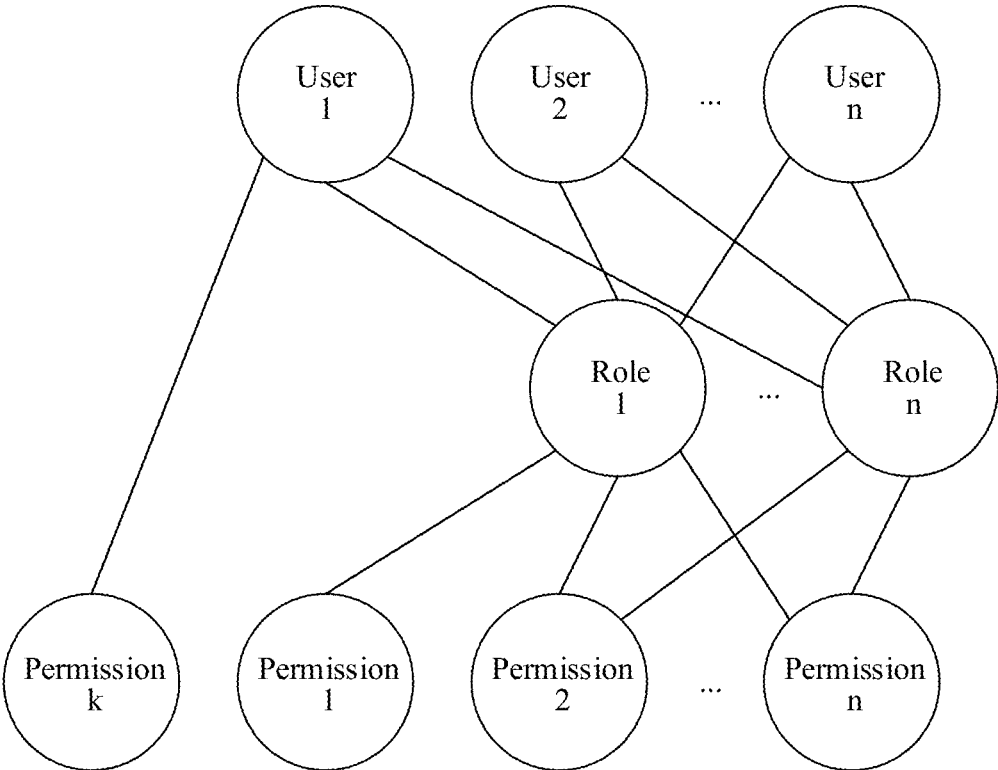 User
1
User
2
...
User
n
Role
1
...
Role
n
Permission
k
Permission
1
Permission
2
...
Permission
n